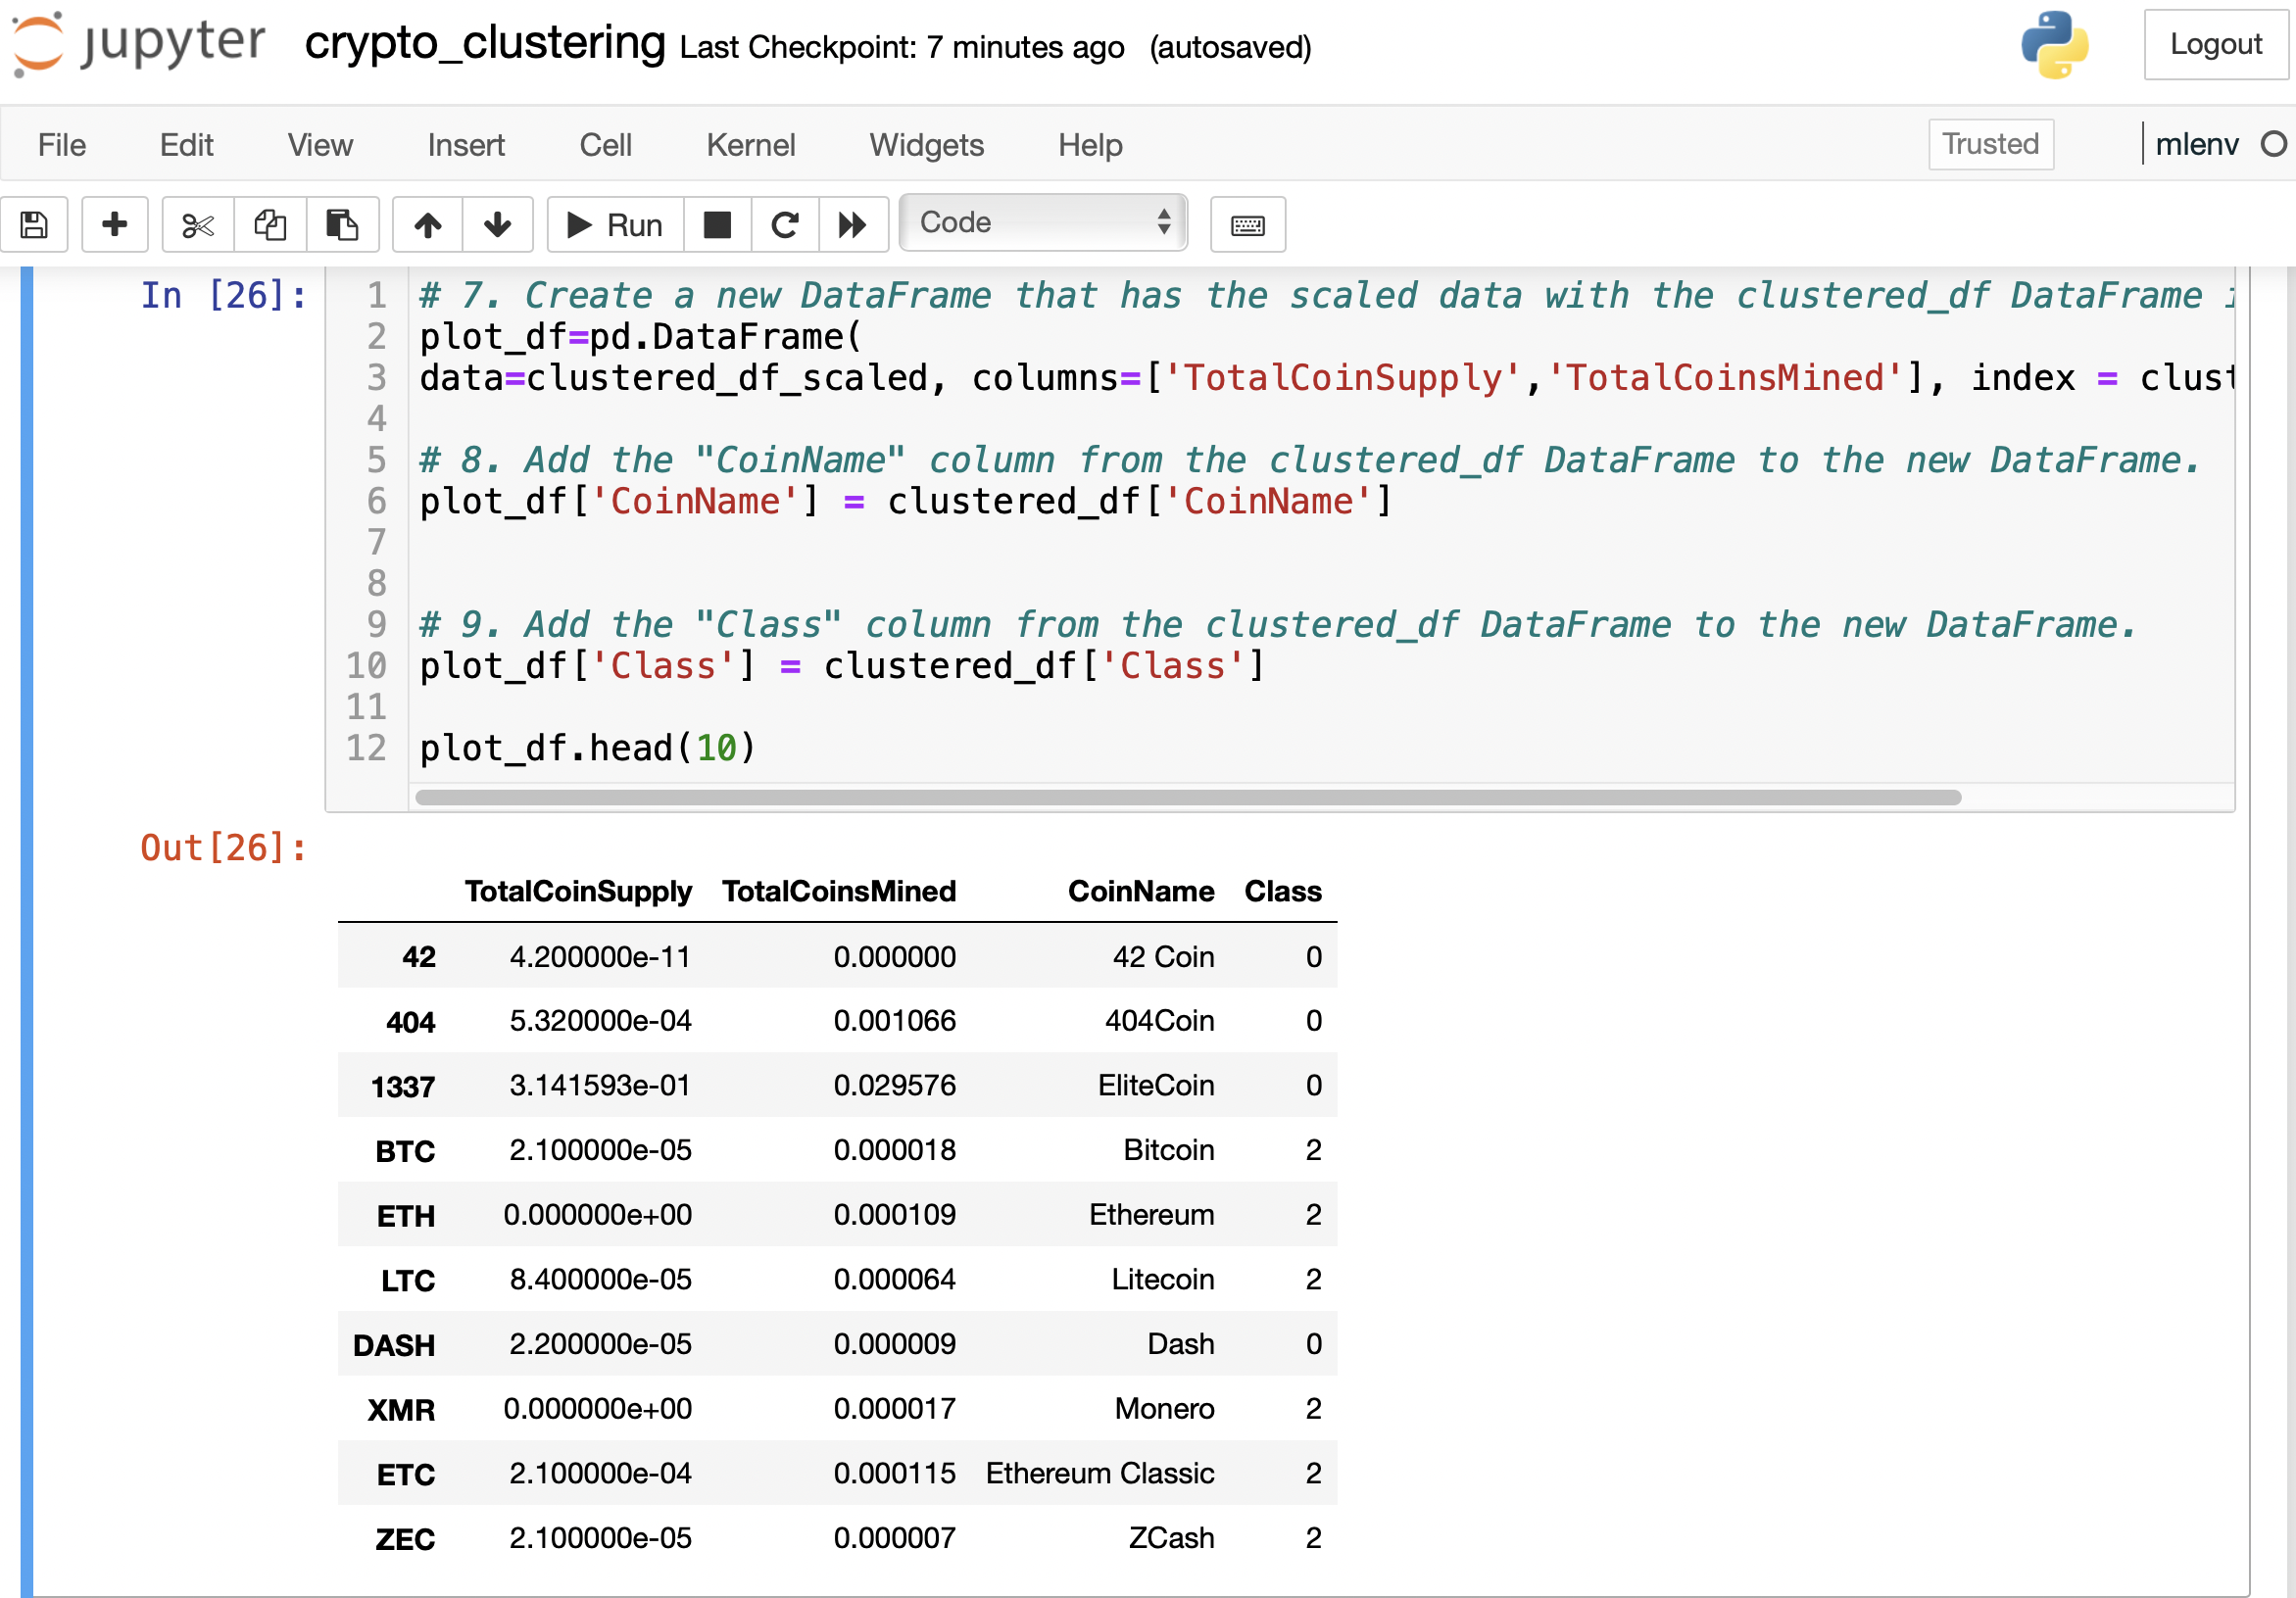 jupyter crypto_clustering Last Checkpoint: 7 minutes ago (autosaved) Logout
File Edit View Insert Cell Kernel Widgets Help Trusted mlenv
Run Code
In [26]:
1 # 7. Create a new DataFrame that has the scaled data with the clustered_df DataFrame
2 plot_df=pd.DataFrame(
3 data=clustered_df_scaled, columns=['TotalCoinSupply','TotalCoinsMined'], index = clust
4
5 # 8. Add the "CoinName" column from the clustered_df DataFrame to the new DataFrame.
6 plot_df['CoinName'] = clustered_df['CoinName']
7
8
9 # 9. Add the "Class" column from the clustered_df DataFrame to the new DataFrame.
10 plot_df['Class'] = clustered_df['Class']
11
12 plot_df.head(10)
Out[26]:
TotalCoinSupply TotalCoinsMined CoinName Class
42 4.200000e-11 0.000000 42 Coin 0
404 5.320000e-04 0.001066 404Coin 0
1337 3.141593e-01 0.029576 EliteCoin 0
BTC 2.100000e-05 0.000018 Bitcoin 2
ETH 0.000000e+00 0.000109 Ethereum 2
LTC 8.400000e-05 0.000064 Litecoin 2
DASH 2.200000e-05 0.000009 Dash 0
XMR 0.000000e+00 0.000017 Monero 2
ETC 2.100000e-04 0.000115 Ethereum Classic 2
ZEC 2.100000e-05 0.000007 ZCash 2